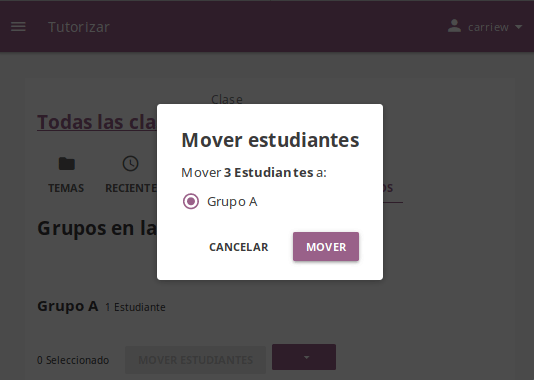 Tutorizar
carriew
Clase
Todas las cla
TEMAS
RECIENTE
OS
Grupos en la
Mover estudiantes
Mover 3 Estudiantes a:
Grupo A
CANCELAR
MOVER
Grupo A 1 Estudiante
0 Seleccionado
MOVER ESTUDIANTES